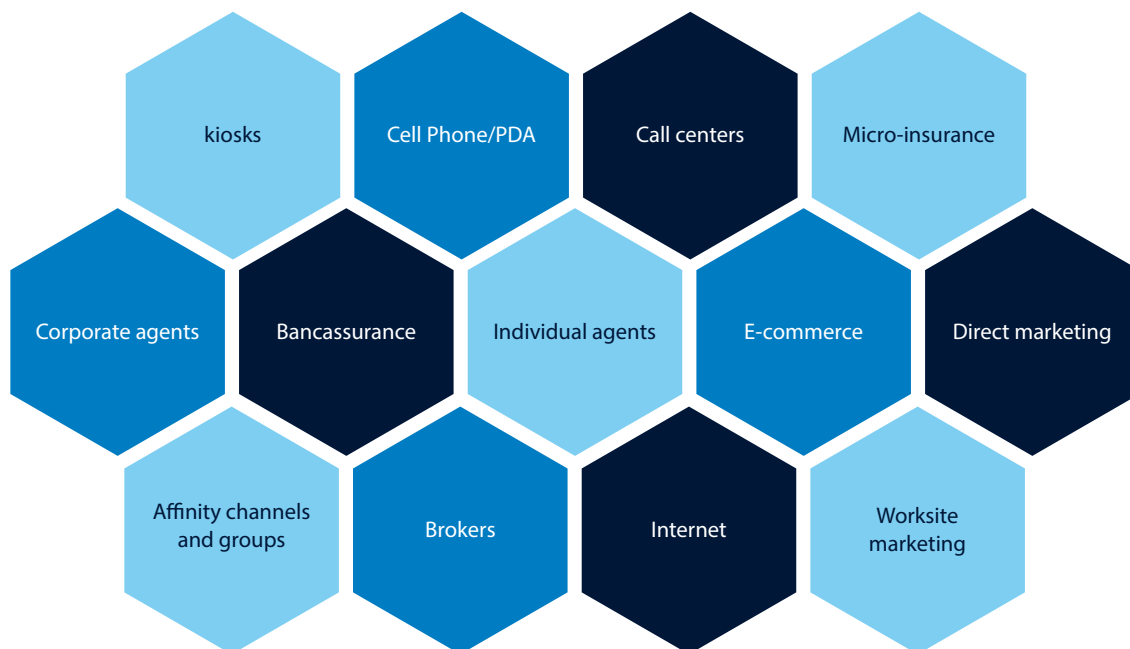 kiosks
Cell Phone/PDA
Call centers
Micro-insurance
Corporate agents
Bancassurance
Individual agents
E-commerce
Direct marketing
Affinity channels
and groups
Brokers
Internet
Worksite
marketing